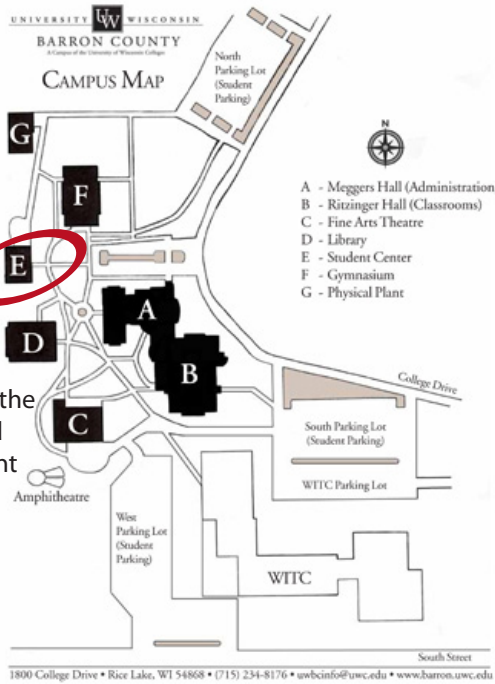 UNIVERSITY UW WISCONSIN
BARRON COUNTY
A Campus of the University of Wisconsin Colleges
CAMPUS MAP
North
Parking Lot
(Student
Parking)
N
G
F
E
A
D
B
C
A - Meggers Hall (Administration
B - Ritzinger Hall (Classrooms)
C - Fine Arts Theatre
D - Library
E - Student Center
F - Gymnasium
G - Physical Plant
College Drive
the
nt
Amphitheatre
South Parking Lot
(Student Parking)
WITC Parking Lot
West
Parking Lot
(Student
Parking)
WITC
South Street
1800 College Drive • Rice Lake, WI 54868 • (715) 234-8176 • uwbcinfo@uwc.edu • www.barron.uwc.edu